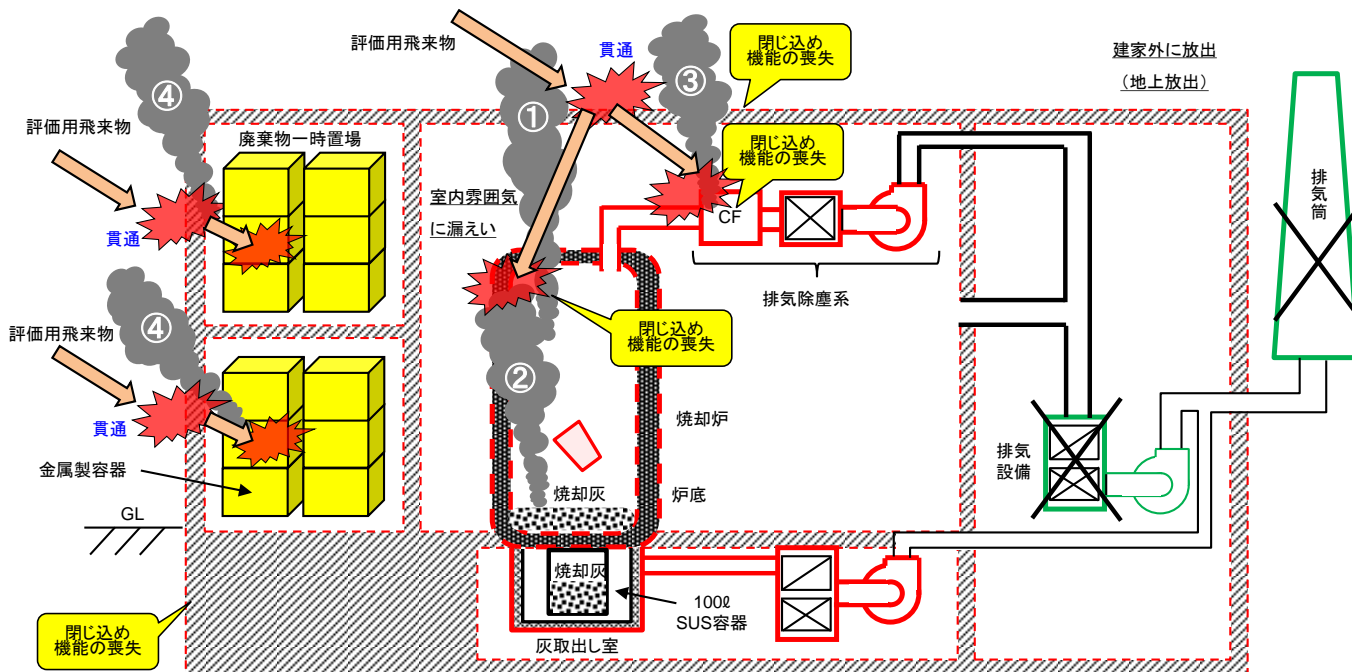 評価用飛来物
貫通
閉じ込め
機能の喪失
建家外に放出
（地上放出）
④
①
③
評価用飛来物
廃棄物一時置場
閉じ込め
機能の喪失
排気筒
室内雰囲気
に漏えい
CF
貫通
排気除塵系
④
評価用飛来物
閉じ込め
機能の喪失
②
貫通
焼却炉
排気
設備
金属製容器
焼却灰
炉底
GL
焼却灰
100ℓ
SUS容器
閉じ込め
機能の喪失
灰取出し室